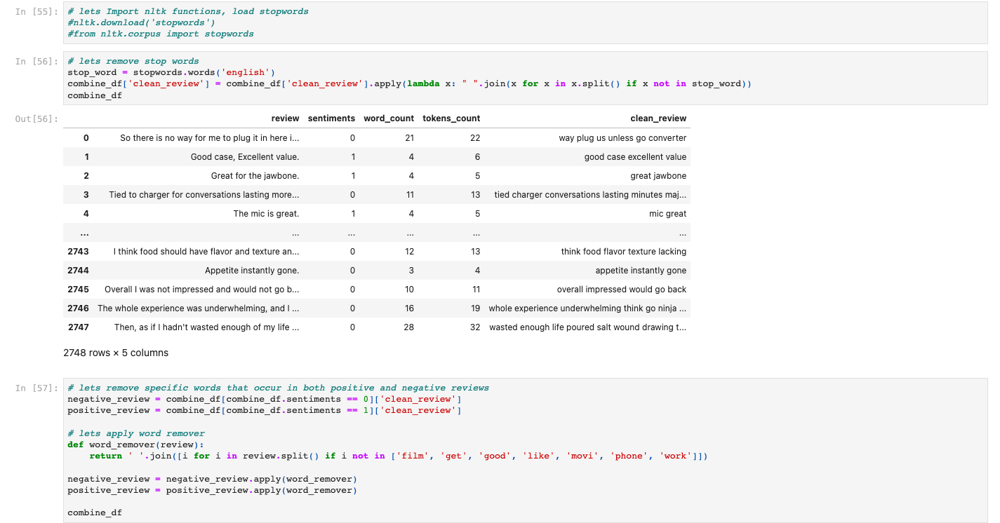 In [55]: # lets Import nltk functions, load stopwords
#nltk.download('stopwords')
#from nltk.corpus import stopwords
In [56]: # lets remove stop words
stop_word = stopwords.words('english')
combine_df['clean_review'] = combine_df['clean_review'].apply(lambda x: " ".join(x for x in x.split() if x not in stop_word))
combine_df
Out[56]: review sentiments word_count tokens_count clean_review
0 So there is no way for me to plug it in here i... 0 21 22 way plug us unless go converter
1 Good case, Excellent value. 1 4 6 good case excellent value
2 Great for the jawbone. 1 4 5 great jawbone
3 Tied to charger for conversations lasting more... 0 11 13 tied charger conversations lasting minutes maj...
4 The mic is great. 1 4 5 mic great
... ... ... ... ... ...
2743 I think food should have flavor and texture an... 0 12 13 think food flavor texture lacking
2744 Appetite instantly gone. 0 3 4 appetite instantly gone
2745 Overall I was not impressed and would not go b... 0 10 11 overall impressed would go back
2746 The whole experience was underwhelming, and I ... 0 16 19 whole experience underwhelming think go ninja ...
2747 Then, as if I hadn't wasted enough of my life ... 0 28 32 wasted enough life poured salt wound drawing t...
2748 rows × 5 columns
In [57]: # lets remove specific words that occur in both positive and negative reviews
negative_review = combine_df[combine_df.sentiments == 0]['clean_review']
positive_review = combine_df[combine_df.sentiments == 1]['clean_review']
# lets apply word remover
def word_remover(review):
return ' '.join([i for i in review.split() if i not in ['film', 'get', 'good', 'like', 'movi', 'phone', 'work']])
negative_review = negative_review.apply(word_remover)
positive_review = positive_review.apply(word_remover)
combine_df